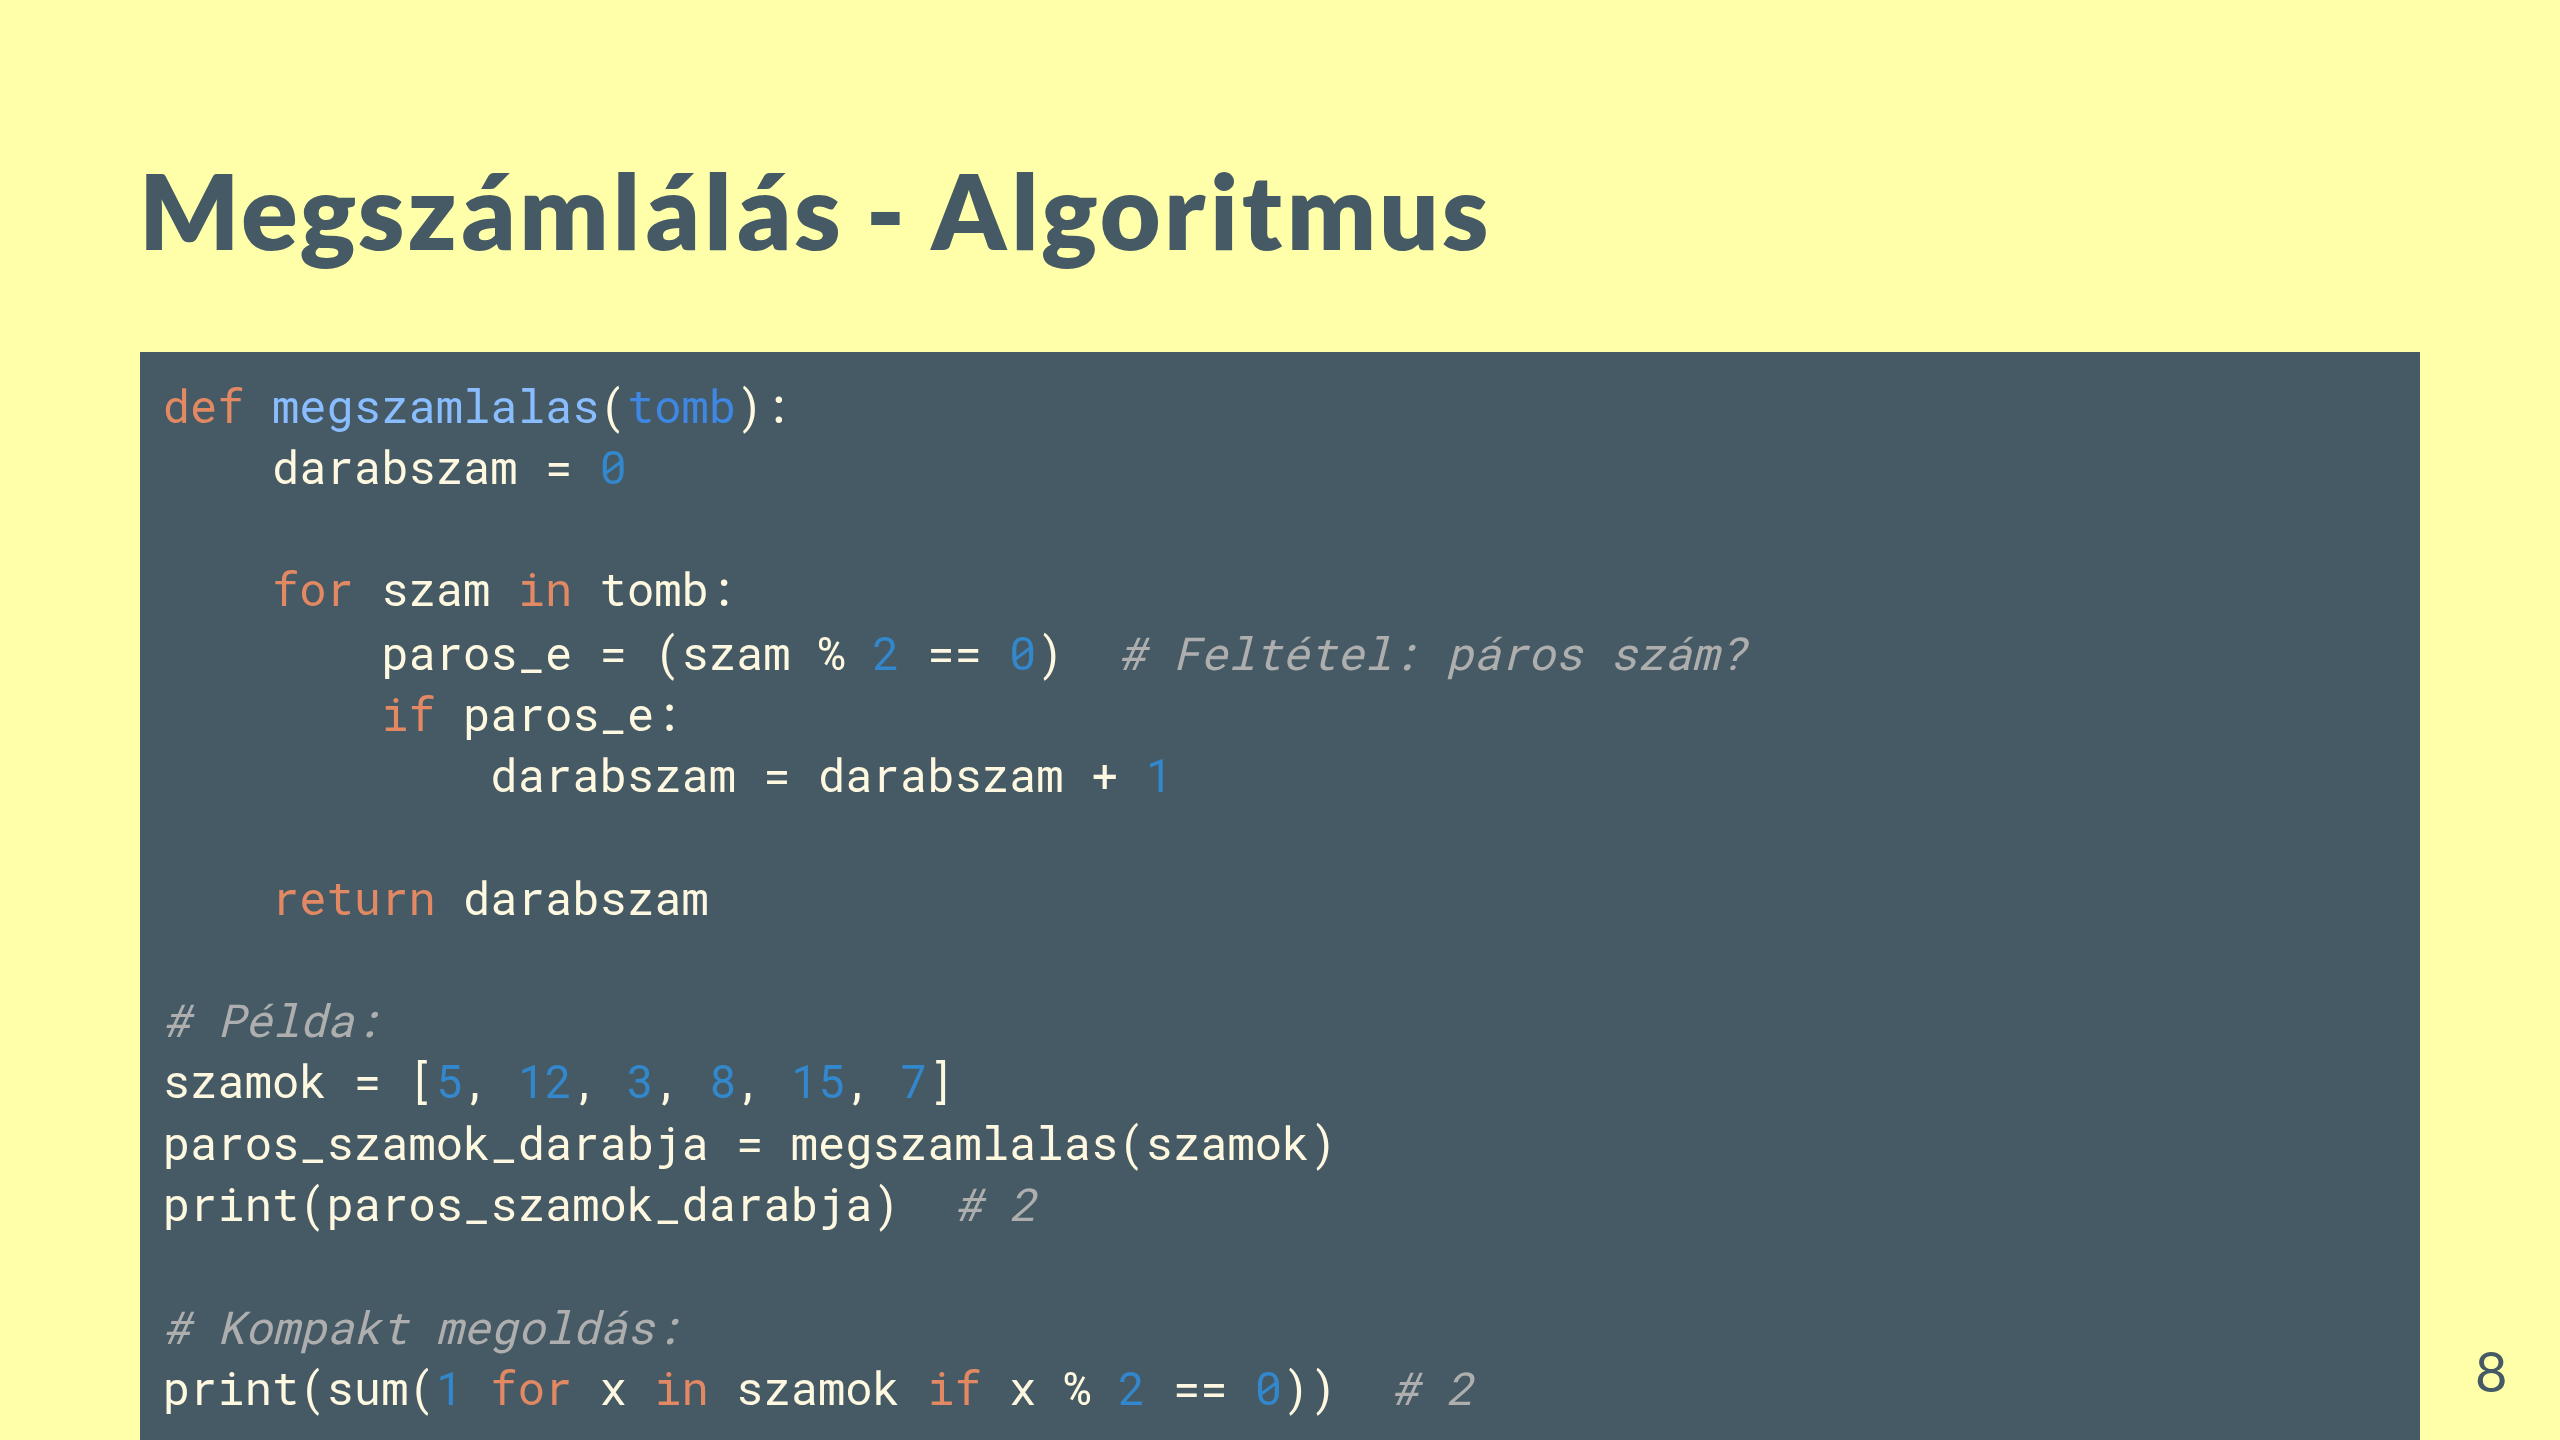 Megszámlálás - Algoritmus
def megszamlalas(tomb):
    darabszam = 0
    for szam in tomb:
        paros_e = (szam % 2 == 0)  # Feltétel: páros szám?
        if paros_e:
            darabszam = darabszam + 1
    return darabszam
# Példa:
szamok = [5, 12, 3, 8, 15, 7]
paros_szamok_darabja = megszamlalas(szamok)
print(paros_szamok_darabja)  # 2
# Kompakt megoldás:
print(sum(1 for x in szamok if x % 2 == 0))  # 2
8